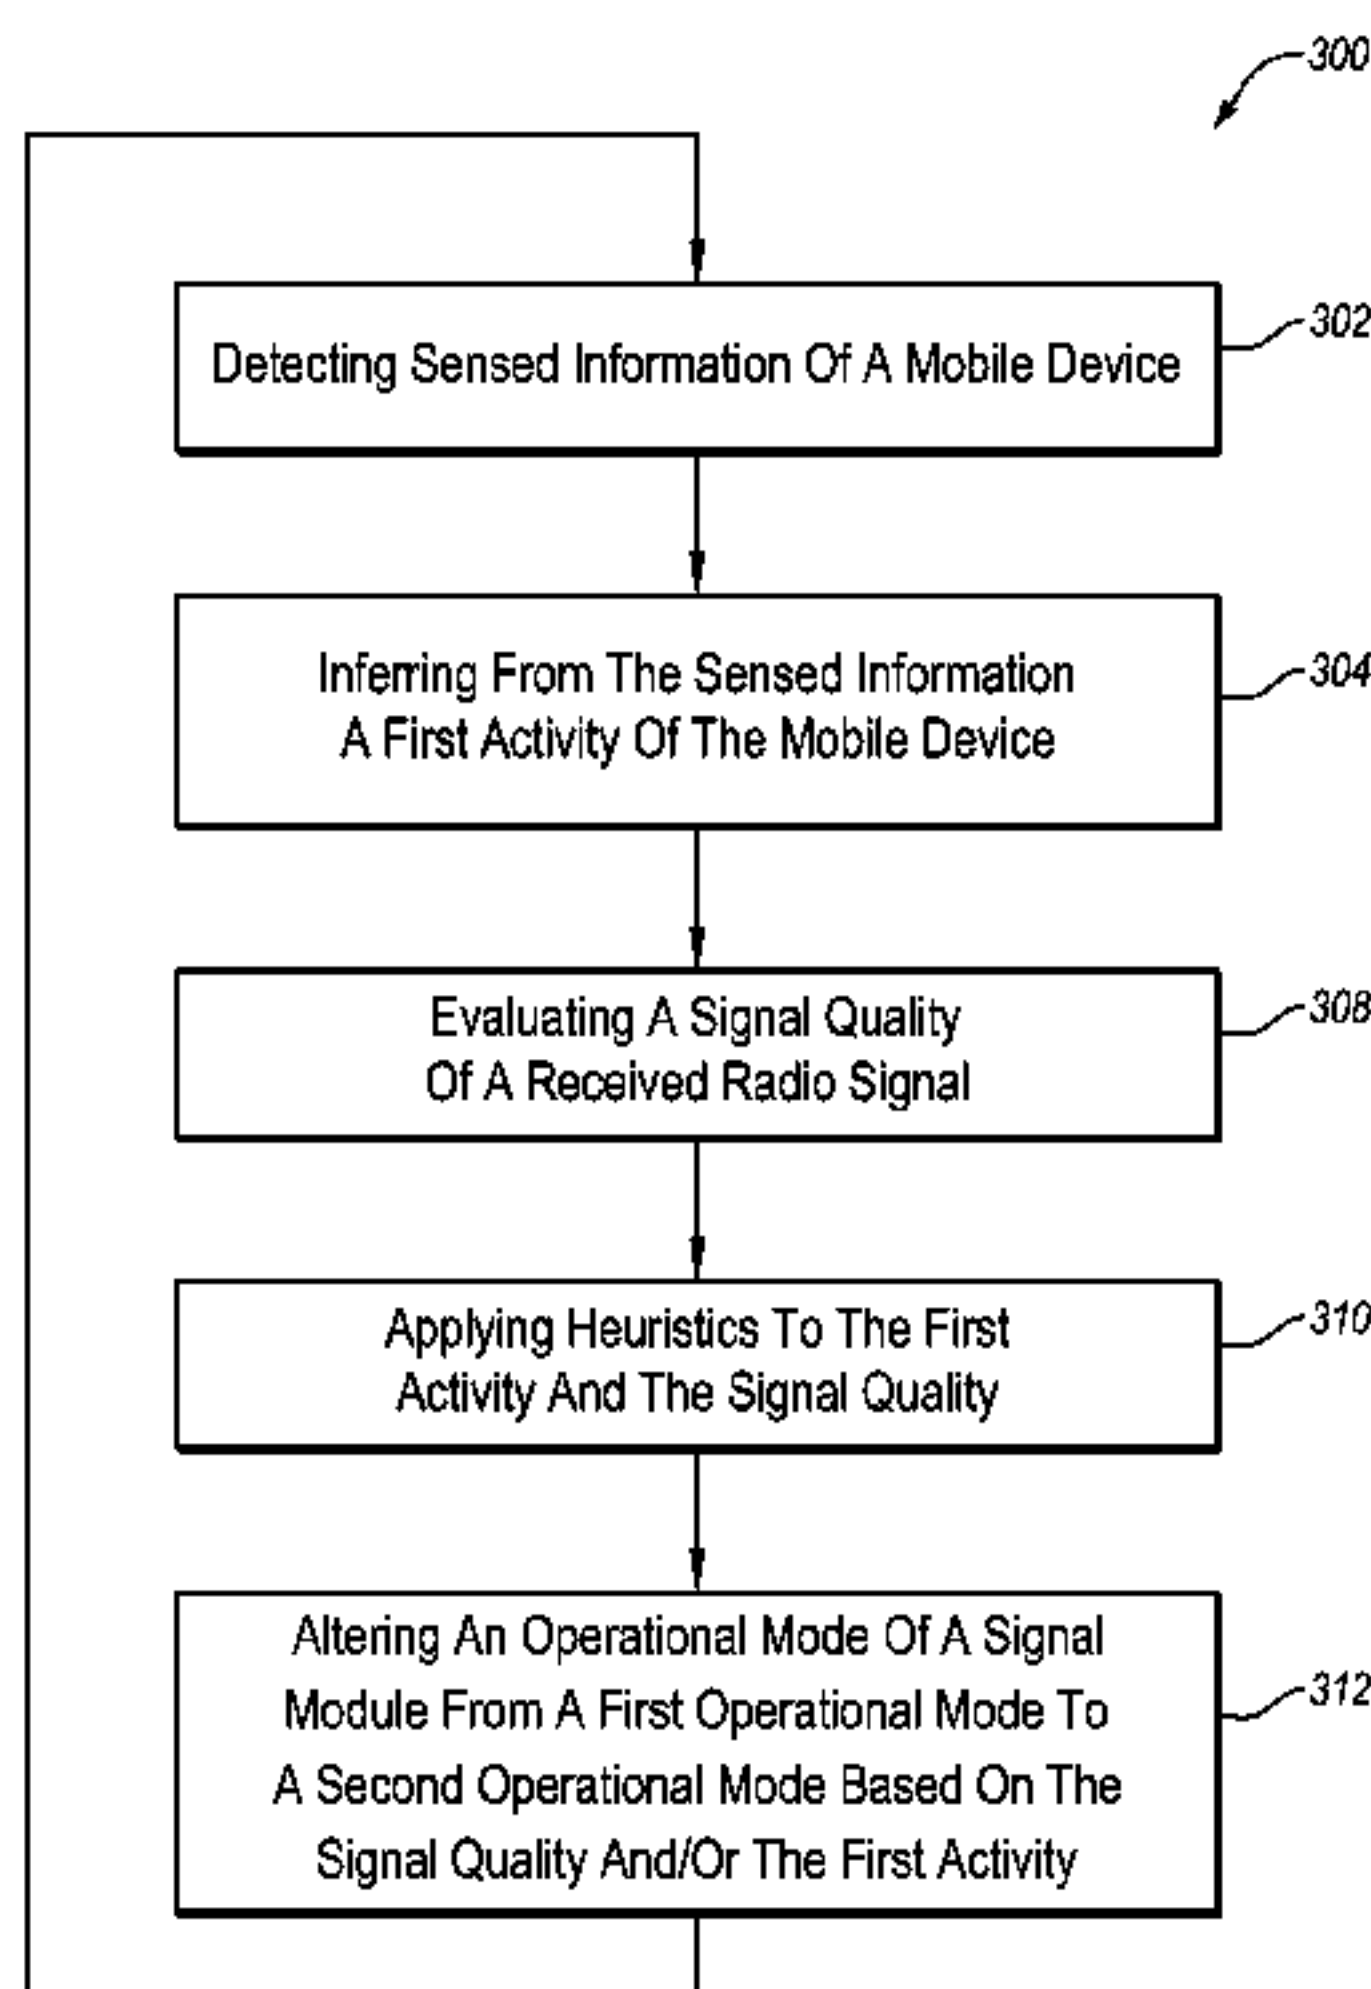 300
Detecting Sensed Information Of A Mobile Device
302
Inferring From The Sensed Information
A First Activity Of The Mobile Device
304
Evaluating A Signal Quality
Of A Received Radio Signal
308
Applying Heuristics To The First
Activity And The Signal Quality
310
Altering An Operational Mode Of A Signal
Module From A First Operational Mode To
A Second Operational Mode Based On The
Signal Quality And/Or The First Activity
312